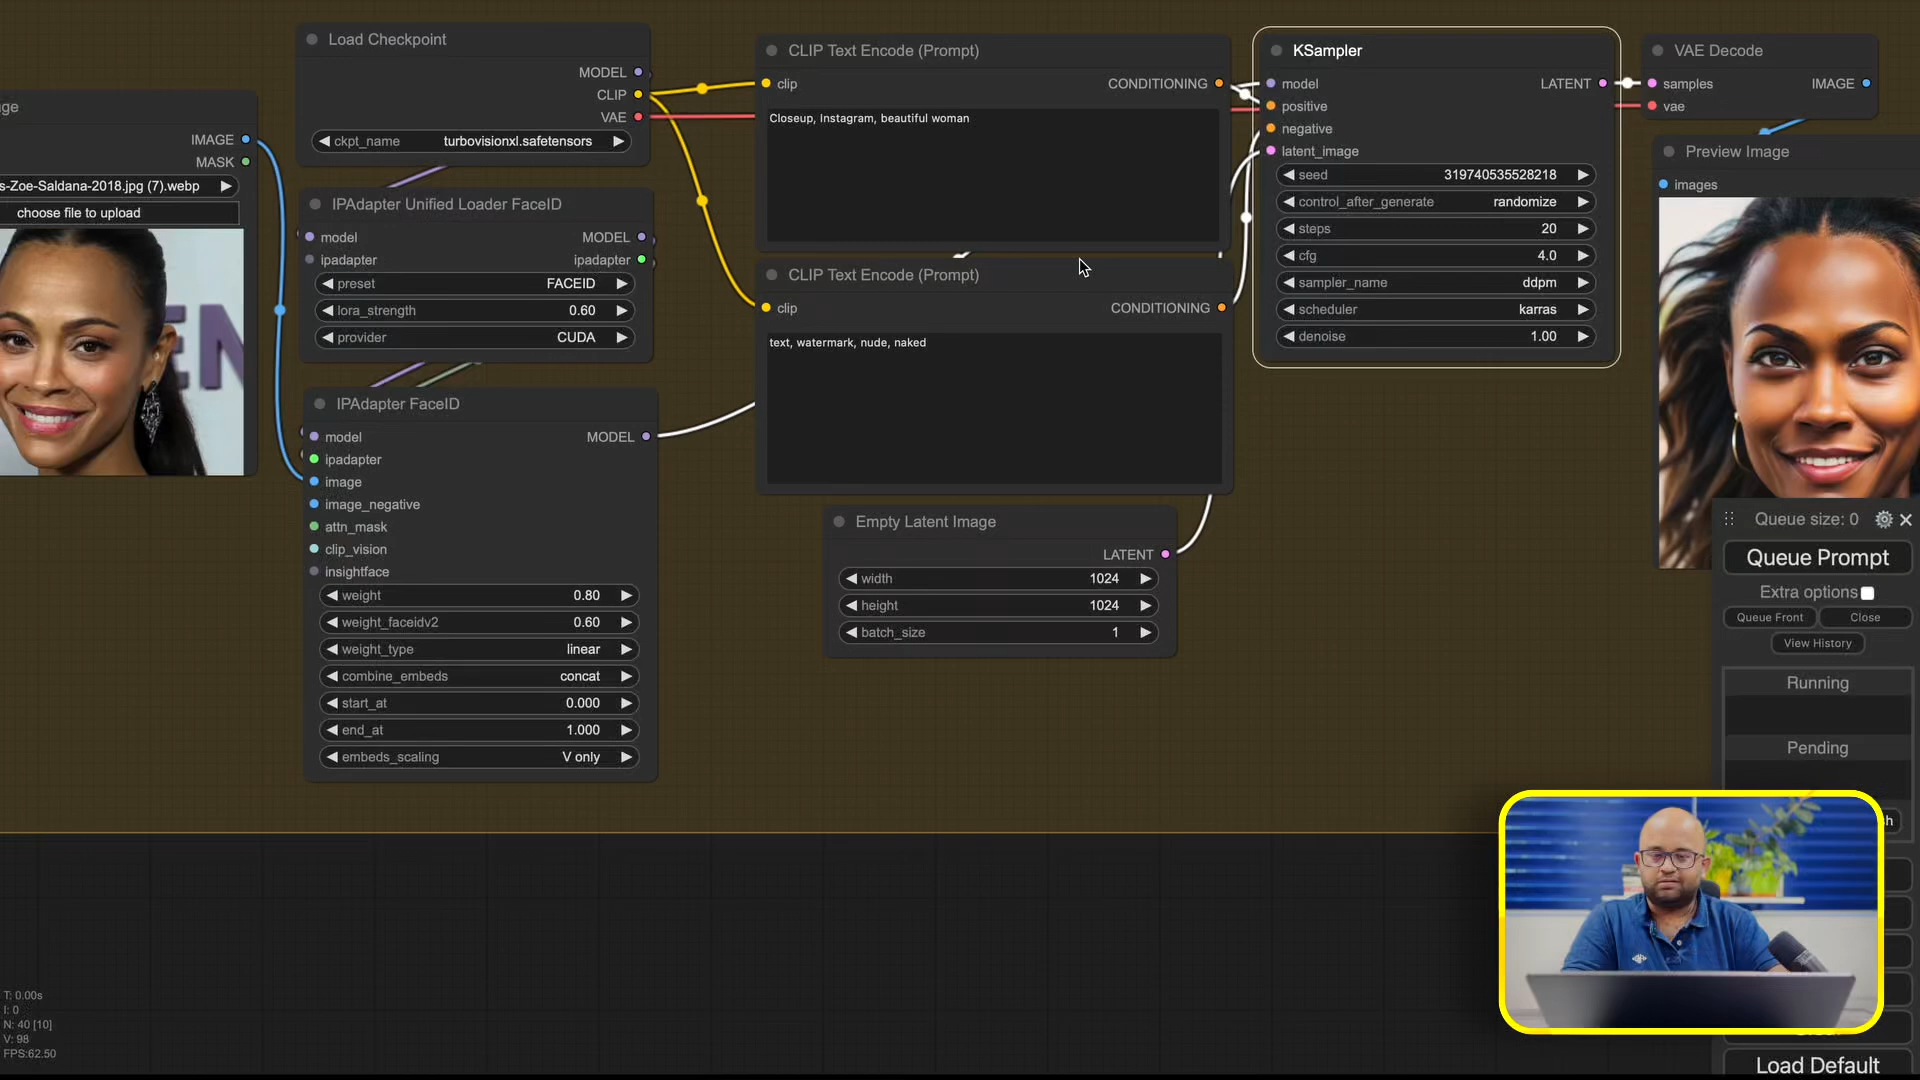 ge
IMAGE
MASK
s-Zoe-Saldana-2018.jpg (7).webp
choose file to upload
Load Checkpoint
MODEL
CLIP
VAE
ckpt_name turbovisionxl.safetensors
IPAdapter Unified Loader FaceID
model MODEL
ipadapter ipadapter
preset FACEID
lora_strength 0.60
provider CUDA
IPAdapter FaceID
model MODEL
ipadapter
image
image_negative
attn_mask
clip_vision
insightface
weight 0.80
weight_faceidv2 0.60
weight_type linear
combine_embeds concat
start_at 0.000
end_at 1.000
embeds_scaling V only
CLIP Text Encode (Prompt)
clip CONDITIONING
Closeup, Instagram, beautiful woman
CLIP Text Encode (Prompt)
clip CONDITIONING
text, watermark, nude, naked
Empty Latent Image
LATENT
width 1024
height 1024
batch_size 1
KSampler
model LATENT
positive
negative
latent_image
seed 319740535528218
control_after_generate randomize
steps 20
cfg 4.0
sampler_name ddpm
scheduler karras
denoise 1.00
VAE Decode
samples IMAGE
vae
Preview Image
images
Queue size: 0
Queue Prompt
Extra options
Queue Front Close
View History
Running
Pending
Load Default
T: 0.00s
I: 0
N: 40 [10]
V: 98
FPS:62.50